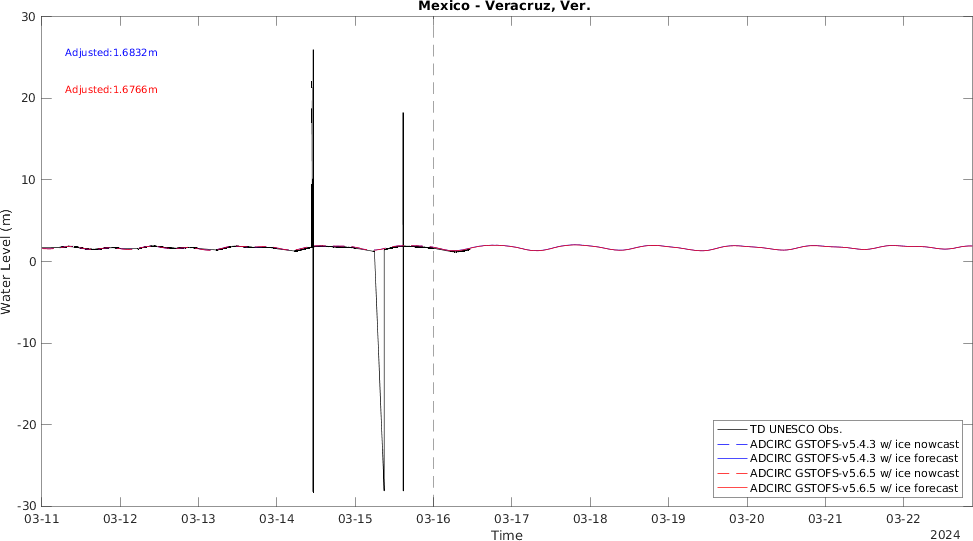 Mexico - Veracruz, Ver.
30
Adjusted:1.6832m
Adjusted:1.6766m
20
10
0
-10
-20
-30
Water Level (m)
TD UNESCO Obs.
ADCIRC GSTOFS-v5.4.3 w/ ice nowcast
ADCIRC GSTOFS-v5.4.3 w/ ice forecast
ADCIRC GSTOFS-v5.6.5 w/ ice nowcast
ADCIRC GSTOFS-v5.6.5 w/ ice forecast
03-11 03-12 03-13 03-14 03-15 03-16 03-17 03-18 03-19 03-20 03-21 03-22
Time
2024